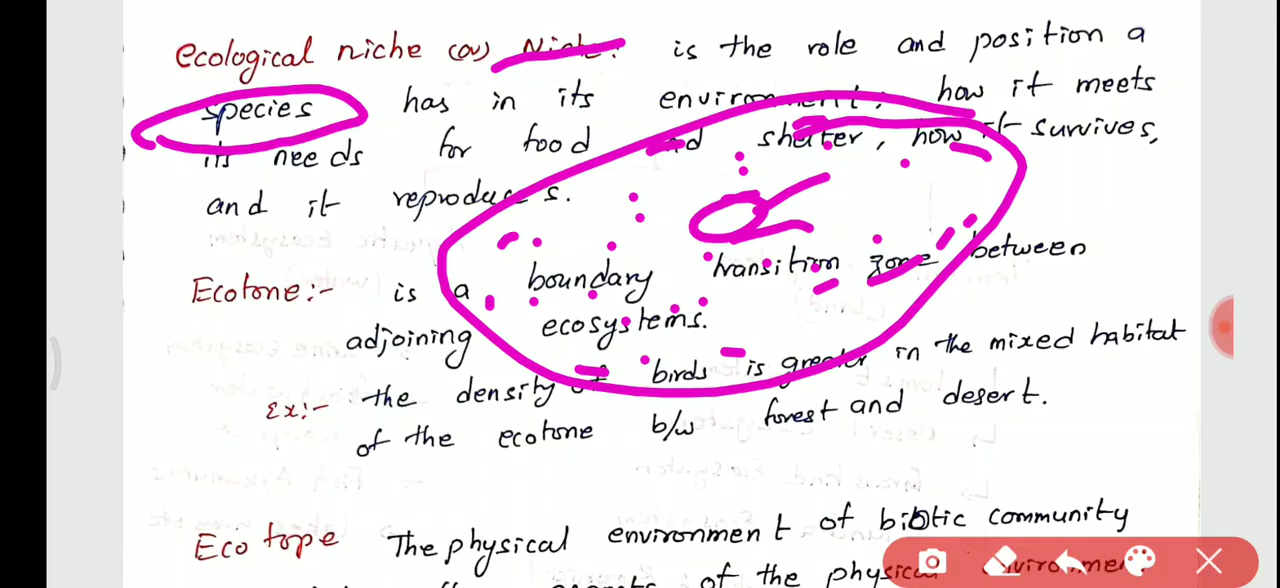 ecological niche (or) Niche: is the role and position a
species has in its environment; how it meets
its needs for food and shelter, how it survives,
and it reproduces.
Ecotone:- is a boundary transition zone between
adjoining ecosystems.
Ex:- the density of birds is greater in the mixed habitat
of the ecotone b/w forest and desert.
Eco tope The physical environment of biotic community
of the physical environment